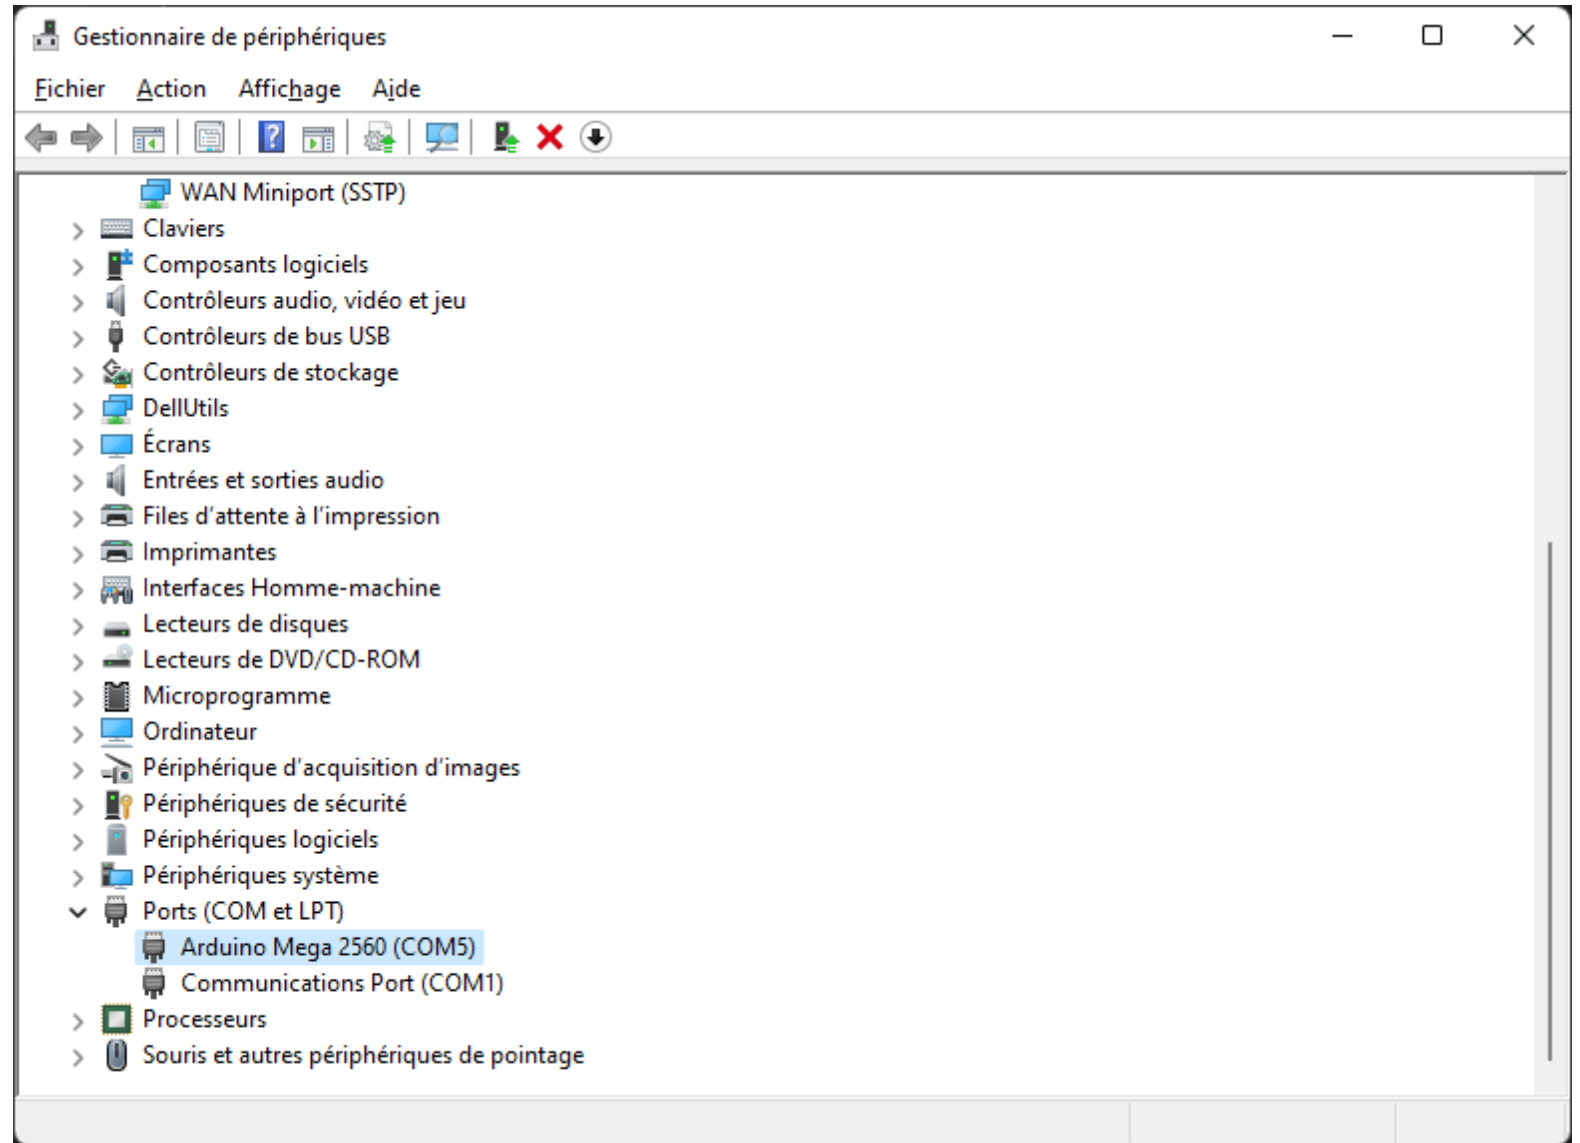 Gestionnaire de périphériques
Fichier Action Affichage Aide
WAN Miniport (SSTP)
Claviers
Composants logiciels
Contrôleurs audio, vidéo et jeu
Contrôleurs de bus USB
Contrôleurs de stockage
DellUtils
Écrans
Entrées et sorties audio
Files d'attente à l'impression
Imprimantes
Interfaces Homme-machine
Lecteurs de disques
Lecteurs de DVD/CD-ROM
Microprogramme
Ordinateur
Périphérique d'acquisition d'images
Périphériques de sécurité
Périphériques logiciels
Périphériques système
Ports (COM et LPT)
Arduino Mega 2560 (COM5)
Communications Port (COM1)
Processeurs
Souris et autres périphériques de pointage